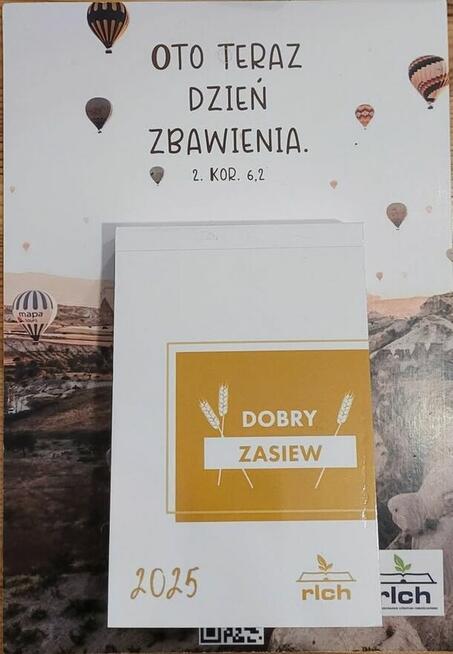 OTO TERAZ
DZIEŃ
ZBAWIENIA.
2. KOR. 6,2
mapa
DOBRY
ZASIEW
2025
rlch
rlch